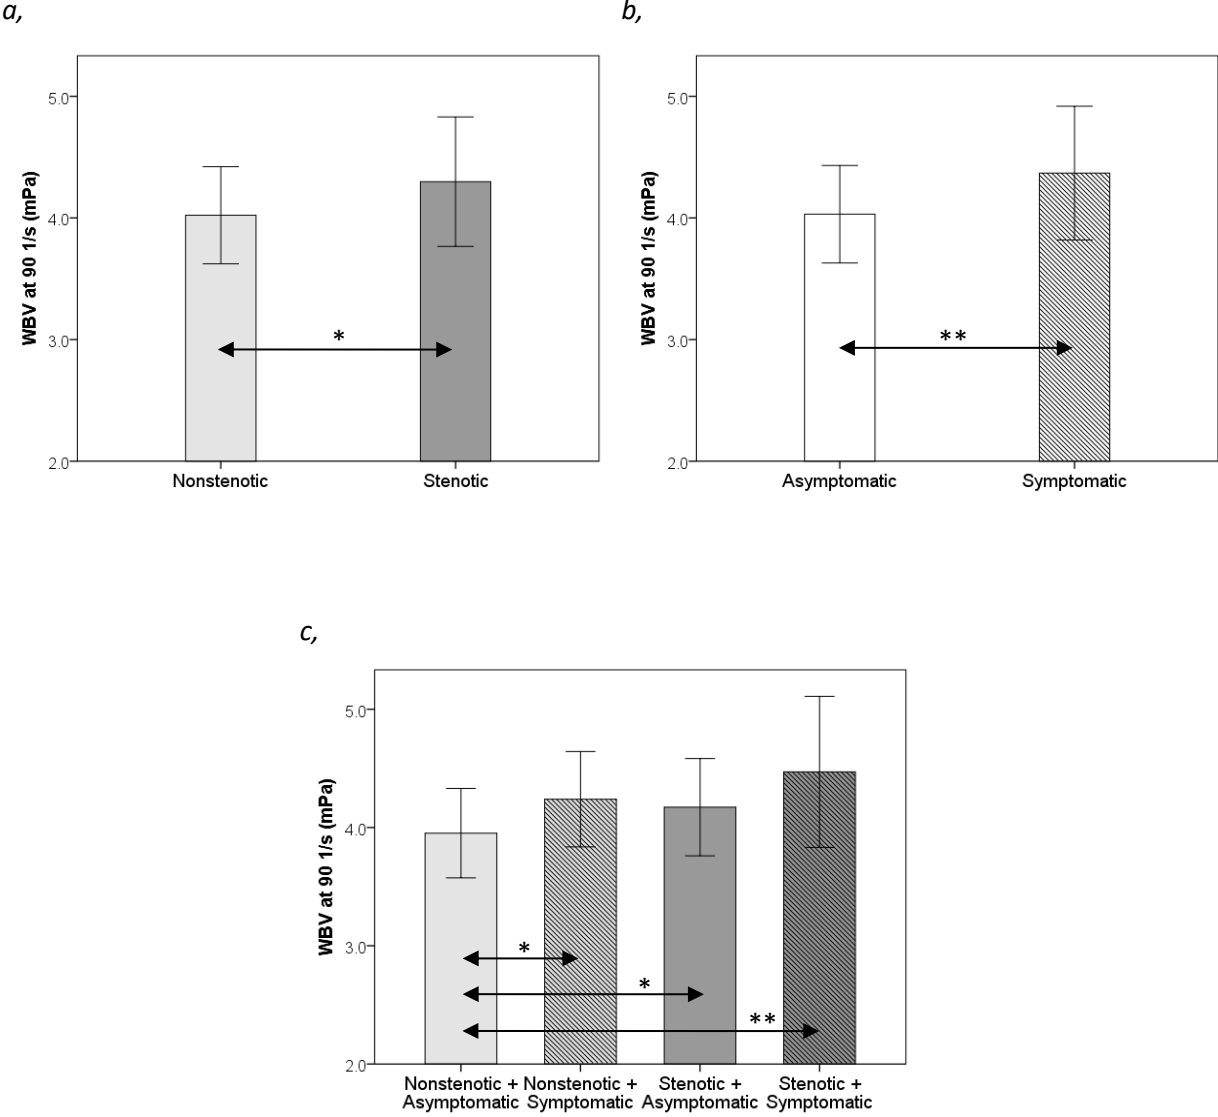 a,
WBV at 90 1/s (mPa)
5.0
4.0
3.0
2.0
*
Nonstenotic
Stenotic
b,
WBV at 90 1/s (mPa)
5.0
4.0
3.0
2.0
**
Asymptomatic
Symptomatic
c,
WBV at 90 1/s (mPa)
5.0
4.0
3.0
2.0
*
*
**
Nonstenotic +
Asymptomatic
Nonstenotic +
Symptomatic
Stenotic +
Asymptomatic
Stenotic +
Symptomatic